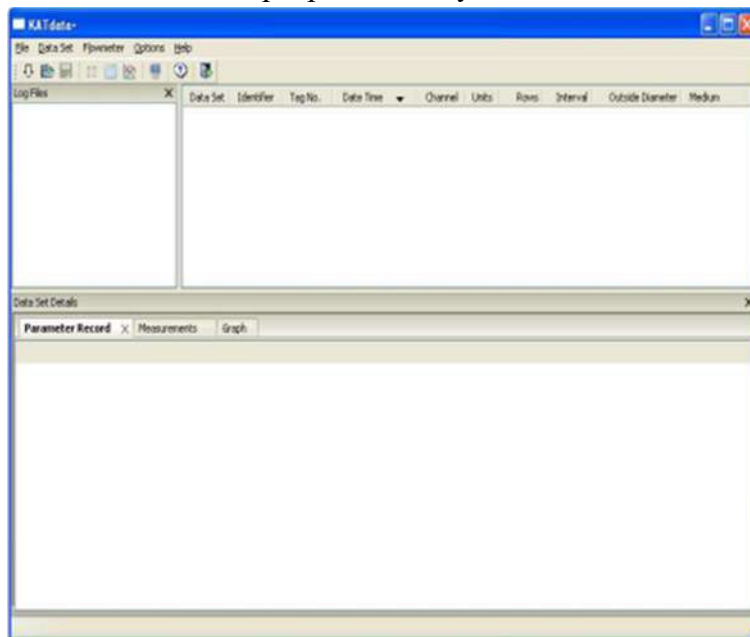 KATdata+
File Data Set Flowmeter Options Help
Log Files X
Data Set Identifier Tag No. Date Time Channel Units Rows Interval Outside Diameter Medium
Data Set Details X
Parameter Record X Measurements Graph